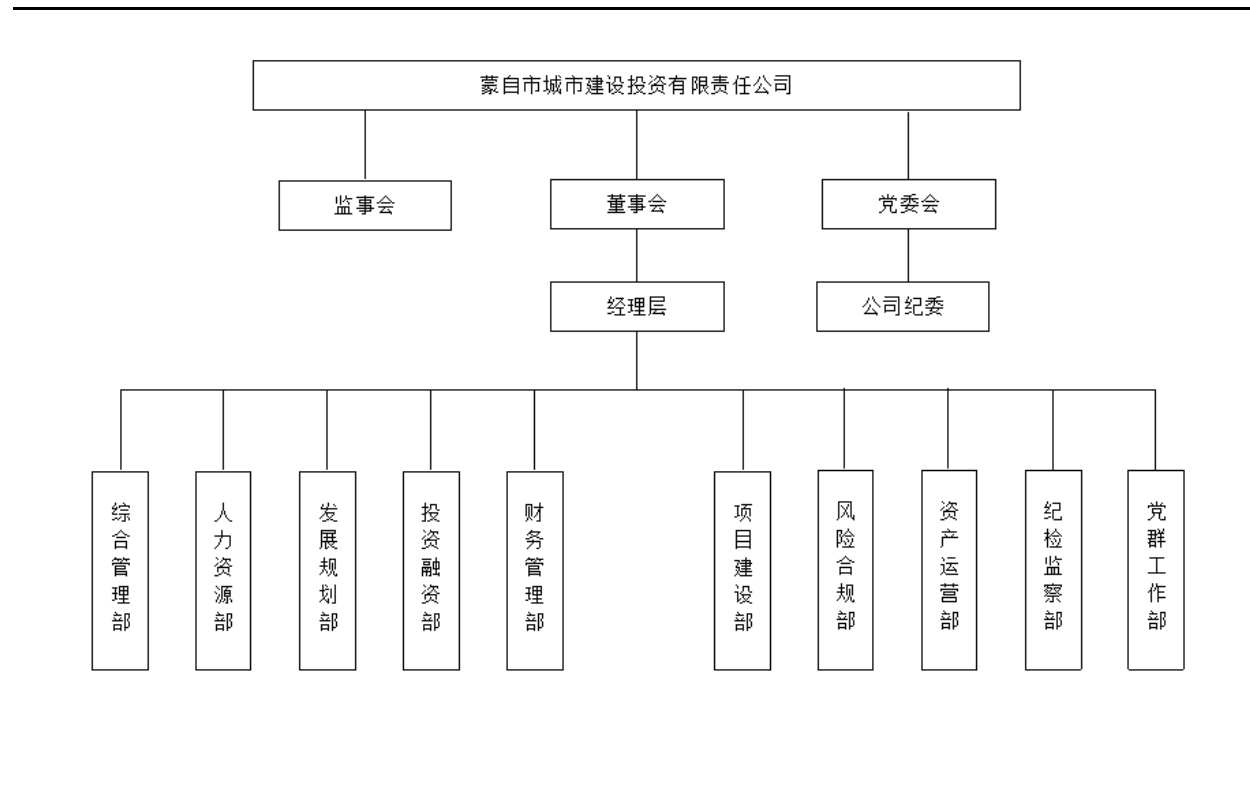 蒙自市城市建设投资有限责任公司
监事会
董事会
党委会
经理层
公司纪委
综合管理部
人力资源部
发展规划部
投资融资部
财务管理部
项目建设部
风险合规部
资产运营部
纪检监察部
党群工作部